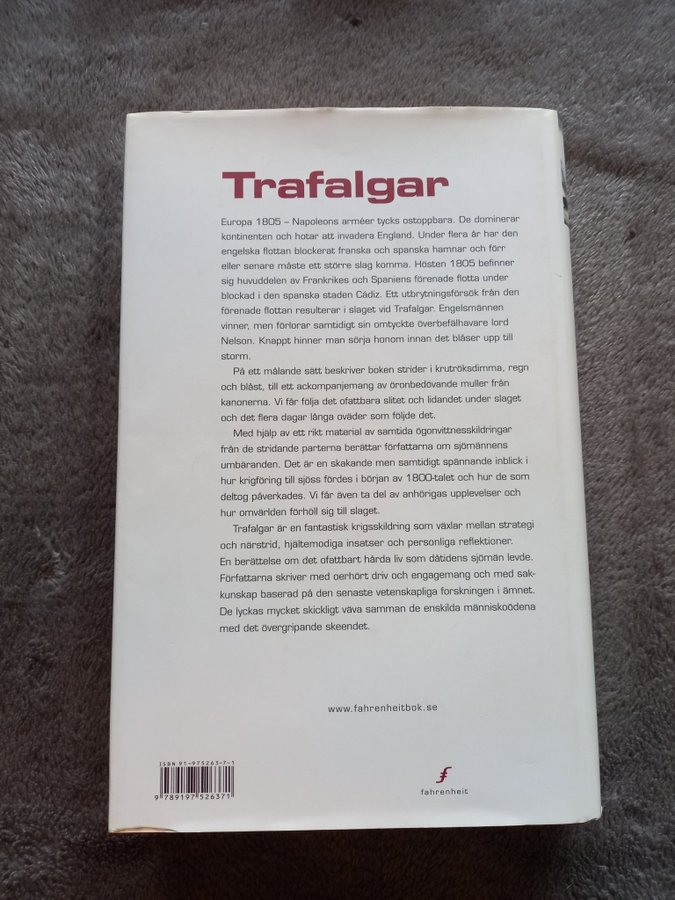 Trafalgar
Europa 1805 – Napoleons arméer tycks ostoppbara. De dominerar
kontinenten och hotar att invadera England. Under flera år har den
engelska flottan blockerat franska och spanska hamnar och förr
eller senare måste ett större slag komma. Hösten 1805 befinner
sig huvuddelen av Frankrikes och Spaniens förenade flotta under
blockad i den spanska staden Cádiz. Ett utbrytningsförsök från den
förenade flottan resulterar i slaget vid Trafalgar. Engelsmännen
vinner, men förlorar samtidigt sin omtyckte överbefälhavare lord
Nelson. Knappt hinner man sörja honom innan det blåser upp till
storm.
På ett målande sätt beskriver boken strider i krutröksdimma, regn
och blåst, till ett ackompanjemang av öronbedövande muller från
kanonerna. Vi får följa det ofattbara slitet och lidandet under slaget
och det flera dagar långa oväder som följde det.
Med hjälp av ett rikt material av samtida ögonvittnesskildringar
från de stridande parterna berättar författarna om sjömännens
umbäranden. Det är en skakande men samtidigt spännande inblick i
hur krigföring till sjöss fördes i början av 1800-talet och hur de som
deltog påverkades. Vi får även ta del av anhörigas upplevelser och
hur omvärlden förhöll sig till slaget.
Trafalgar är en fantastisk krigsskildring som växlar mellan strategi
och närstrid, hjältemodiga insatser och personliga reflektioner.
En berättelse om det ofattbart hårda liv som dåtidens sjömän levde.
Författarna skriver med oerhört driv och engagemang och med sak-
kunskap baserad på den senaste vetenskapliga forskningen i ämnet.
De lyckas mycket skickligt väva samman de enskilda människoödena
med det övergripande skeendet.
www.fahrenheitbok.se
ISBN 91-975263-7-1
9 789197 526371
fahrenheit